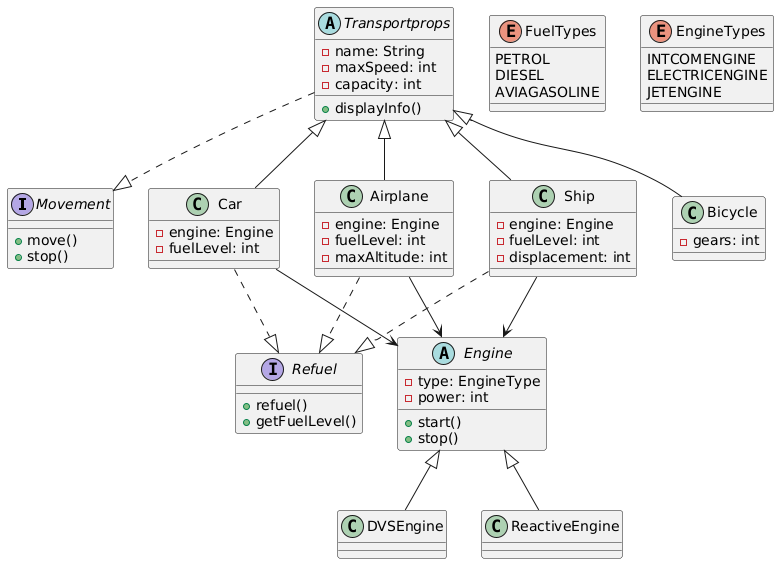 A Transportprops
name: String
maxSpeed: int
capacity: int
displayInfo()
E FuelTypes
PETROL
DIESEL
AVIAGASOLINE
E EngineTypes
INTCOMENGINE
ELECTRICENGINE
JETENGINE
I Movement
move()
stop()
C Car
engine: Engine
fuelLevel: int
C Airplane
engine: Engine
fuelLevel: int
maxAltitude: int
C Ship
engine: Engine
fuelLevel: int
displacement: int
C Bicycle
gears: int
I Refuel
refuel()
getFuelLevel()
A Engine
type: EngineType
power: int
start()
stop()
C DVSEngine
C ReactiveEngine